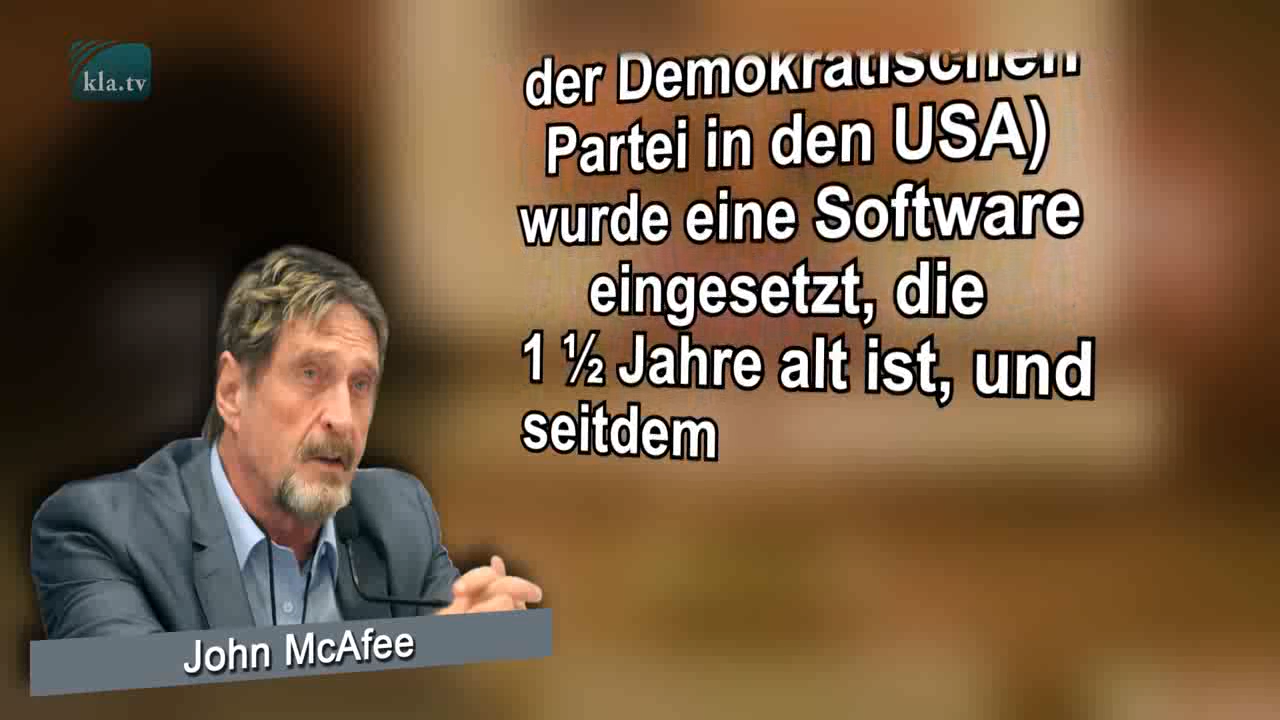 kla.tv
der Demokratischen
Partei in den USA)
wurde eine Software
eingesetzt, die
1 ½ Jahre alt ist, und
seitdem
John McAfee